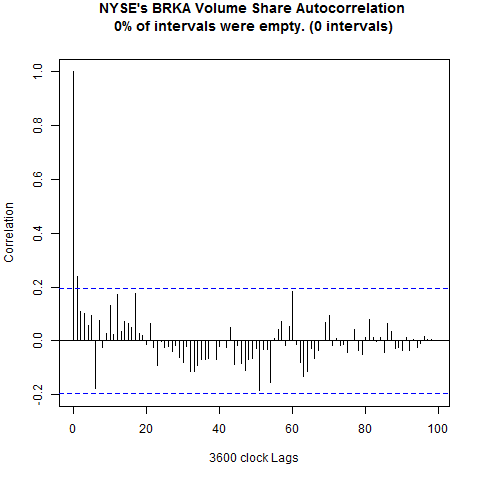 NYSE's BRKA Volume Share Autocorrelation
0% of intervals were empty. (0 intervals)
Correlation
1.0
0.8
0.6
0.4
0.2
0.0
-0.2
0 20 40 60 80 100
3600 clock Lags